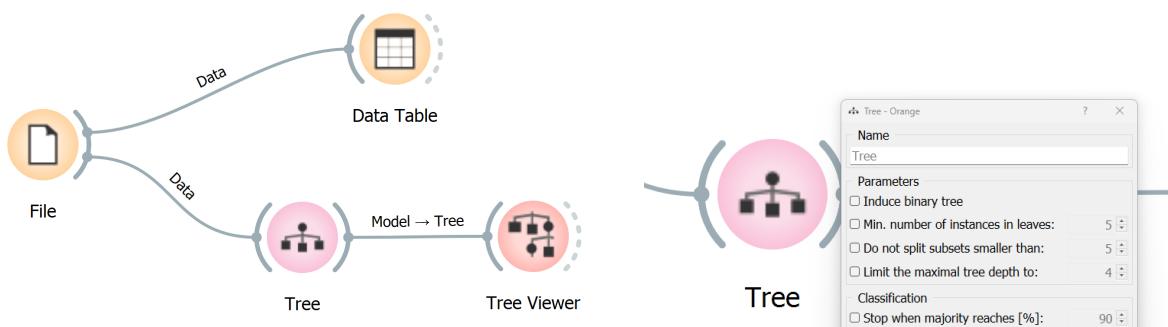 Data
Data Table
File
Data
Model → Tree
Tree
Tree Viewer
Tree
Tree - Orange
?
Name
Tree
Parameters
Induce binary tree
Min. number of instances in leaves: 5
Do not split subsets smaller than: 5
Limit the maximal tree depth to: 4
Classification
Stop when majority reaches [%]: 90